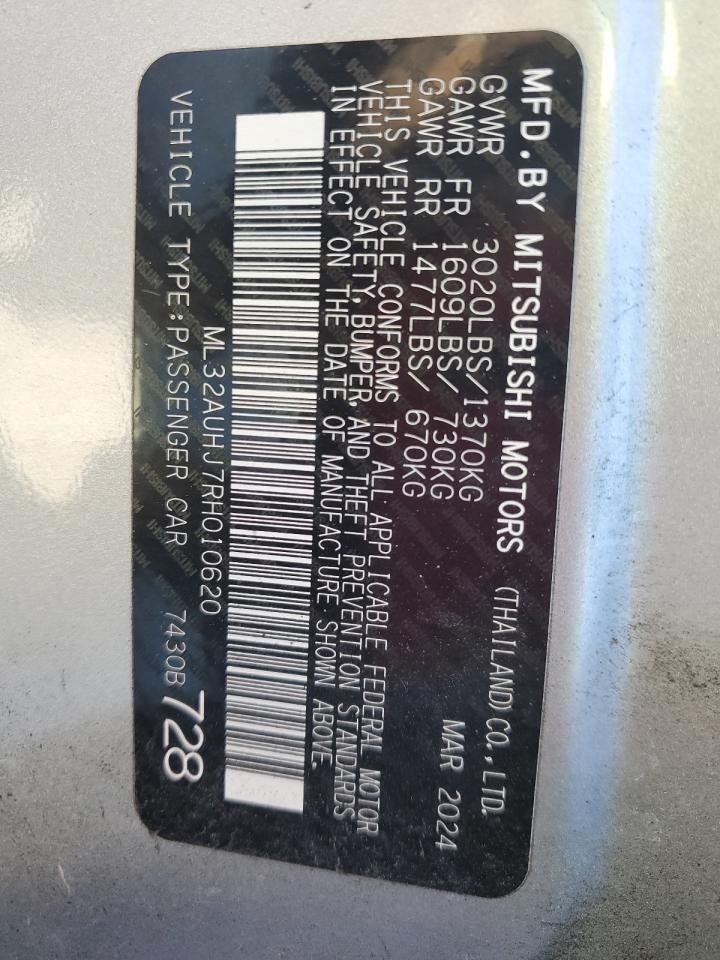 MFD.BY MITSUBISHI MOTORS (THAILAND)CO.,LTD.
GVWR 3020LBS/1370KG MAR 2024
GAWR FR 1609LBS/ 730KG
GAWR RR 1477LBS/ 670KG
THIS VEHICLE CONFORMS TO ALL APPLICABLE FEDERAL MOTOR
VEHICLE SAFETY,BUMPER,AND THEFT PREVENTION STANDARDS
IN EFFECT ON THE DATE OF MANUFACTURE SHOWN ABOVE.
ML32AUHJ7RH010620
VEHICLE TYPE:PASSENGER CAR 7430B728